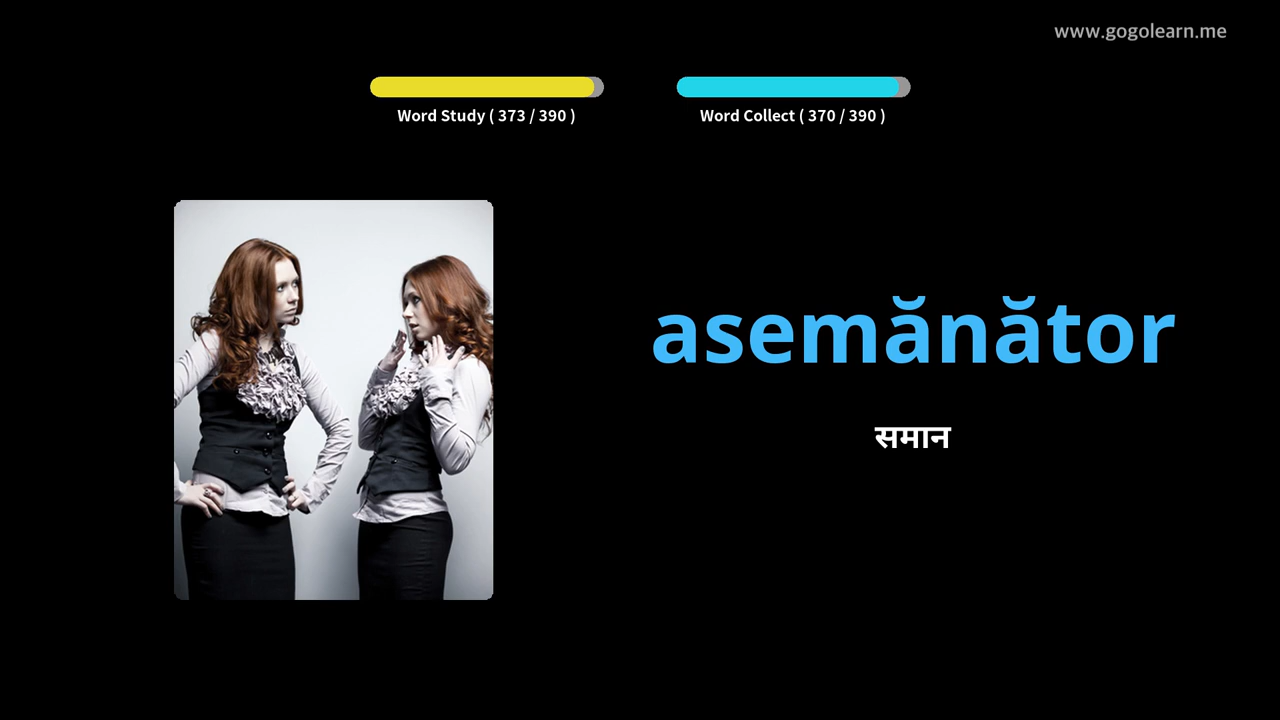 www.gogolearn.me
Word Study ( 373 / 390 )
Word Collect ( 370 / 390 )
asemănător
समान